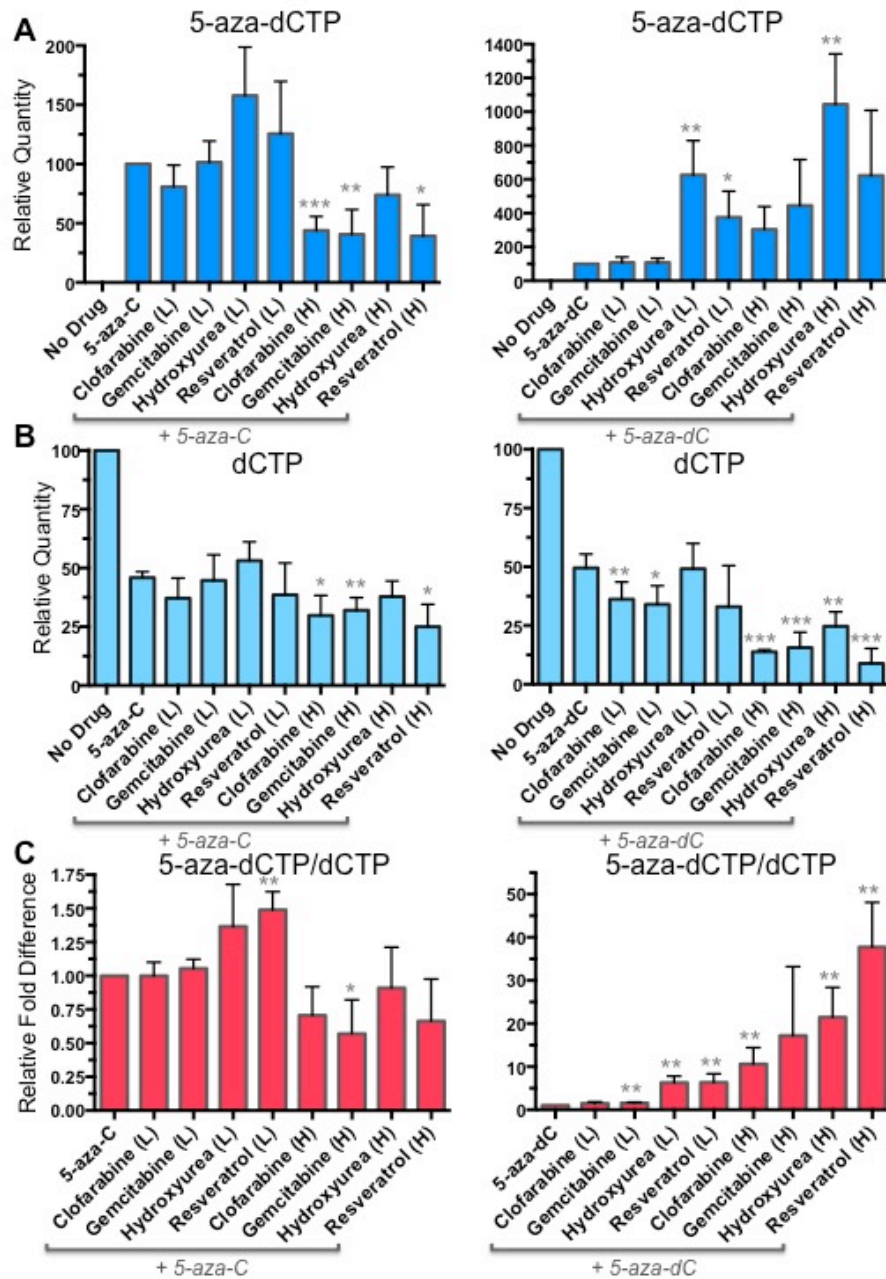 A
5-aza-dCTP
Relative Quantity
200
150
100
50
0
***
**
*
No Drug
5-aza-C
Clofarabine (L)
Gemcitabine (L)
Hydroxyurea (L)
Resveratrol (L)
Clofarabine (H)
Gemcitabine (H)
Hydroxyurea (H)
Resveratrol (H)
+ 5-aza-C
5-aza-dCTP
1400
1200
1000
800
600
400
200
0
**
*
**
No Drug
5-aza-dC
Clofarabine (L)
Gemcitabine (L)
Hydroxyurea (L)
Resveratrol (L)
Clofarabine (H)
Gemcitabine (H)
Hydroxyurea (H)
Resveratrol (H)
+ 5-aza-dC
B
dCTP
Relative Quantity
100
75
50
25
0
*
**
*
No Drug
5-aza-C
Clofarabine (L)
Gemcitabine (L)
Hydroxyurea (L)
Resveratrol (L)
Clofarabine (H)
Gemcitabine (H)
Hydroxyurea (H)
Resveratrol (H)
+ 5-aza-C
dCTP
100
75
50
25
0
**
*
***
***
**
***
No Drug
5-aza-dC
Clofarabine (L)
Gemcitabine (L)
Hydroxyurea (L)
Resveratrol (L)
Clofarabine (H)
Gemcitabine (H)
Hydroxyurea (H)
Resveratrol (H)
+ 5-aza-dC
C
5-aza-dCTP/dCTP
Relative Fold Difference
1.75
1.50
1.25
1.00
0.75
0.50
0.25
0.00
**
*
5-aza-C
Clofarabine (L)
Gemcitabine (L)
Hydroxyurea (L)
Resveratrol (L)
Clofarabine (H)
Gemcitabine (H)
Hydroxyurea (H)
Resveratrol (H)
+ 5-aza-C
5-aza-dCTP/dCTP
50
40
30
20
10
0
**
**
**
**
**
**
5-aza-dC
Clofarabine (L)
Gemcitabine (L)
Hydroxyurea (L)
Resveratrol (L)
Clofarabine (H)
Gemcitabine (H)
Hydroxyurea (H)
Resveratrol (H)
+ 5-aza-dC